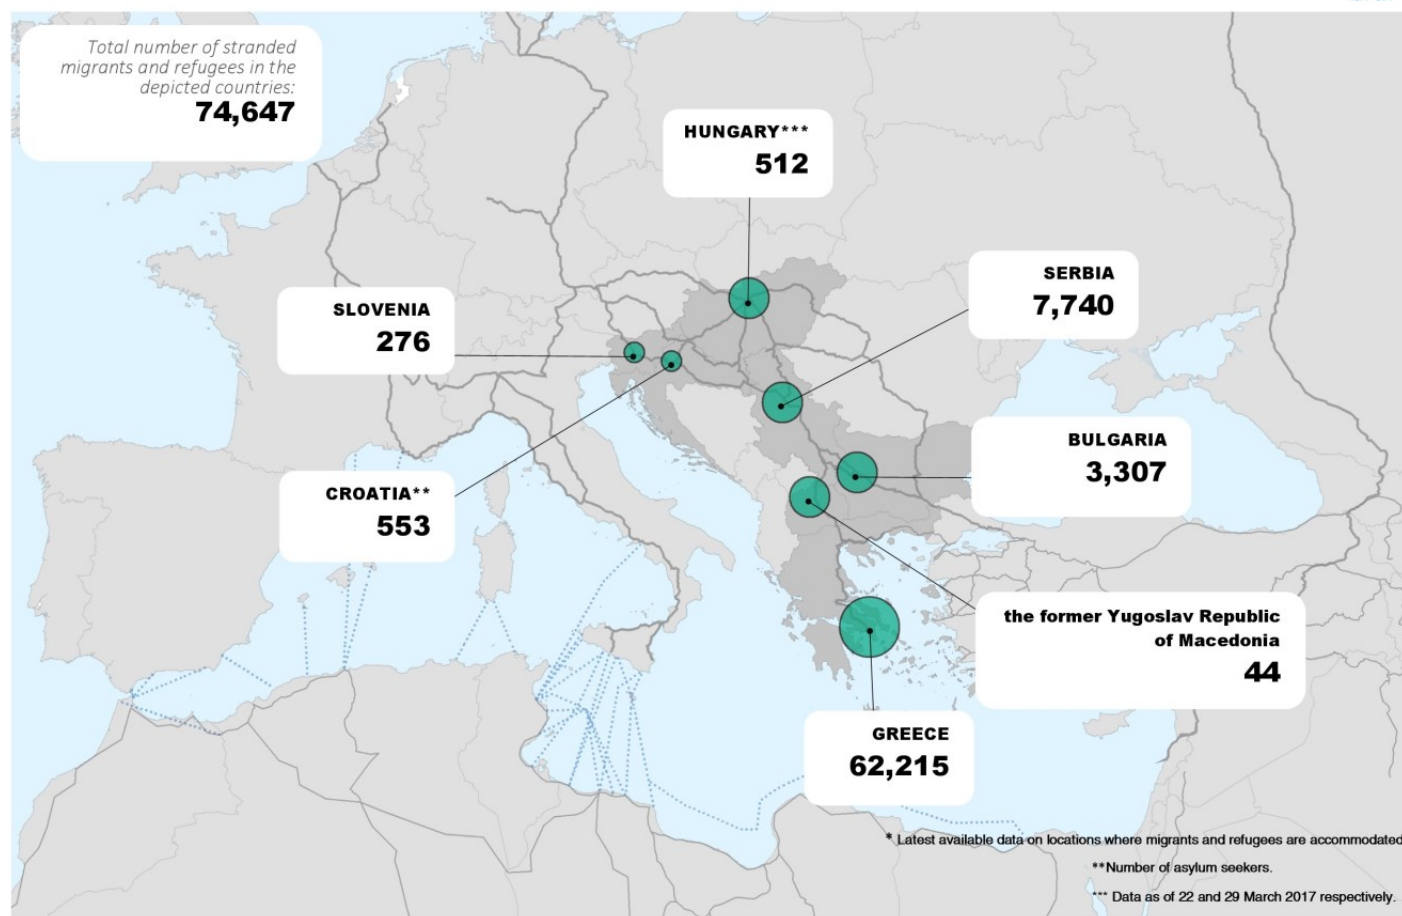 Total number of stranded
migrants and refugees in the
depicted countries:
74,647
HUNGARY***
512
SERBIA
7,740
SLOVENIA
276
BULGARIA
3,307
CROATIA**
553
the former Yugoslav Republic
of Macedonia
44
GREECE
62,215
* Latest available data on locations where migrants and refugees are accommodated
**Number of asylum seekers.
*** Data as of 22 and 29 March 2017 respectively.